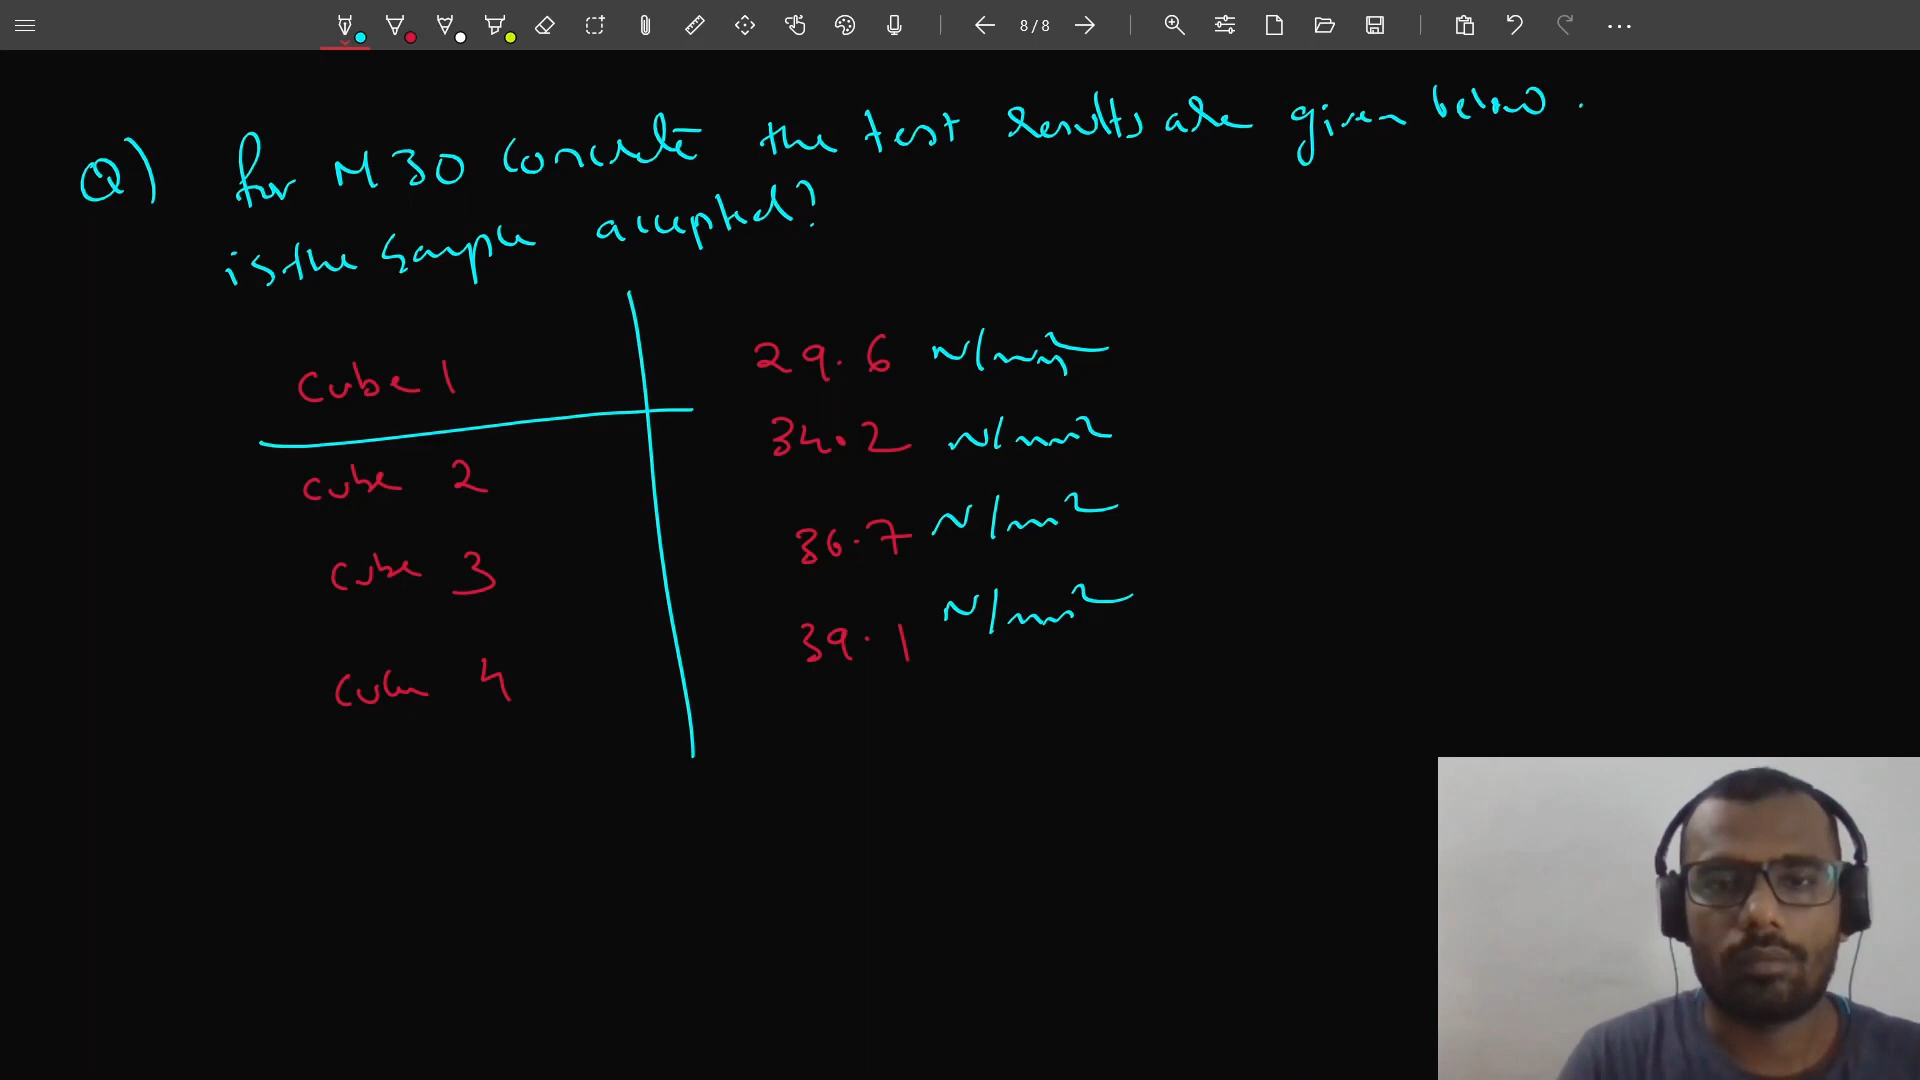 8/8
Q) for M30 concrete the test results are given below.
is the sample accepted?
Cube 1 29.6 N/mm²
Cube 2 34.2 N/mm²
Cube 3 36.7 N/mm²
Cube 4 39.1 N/mm²